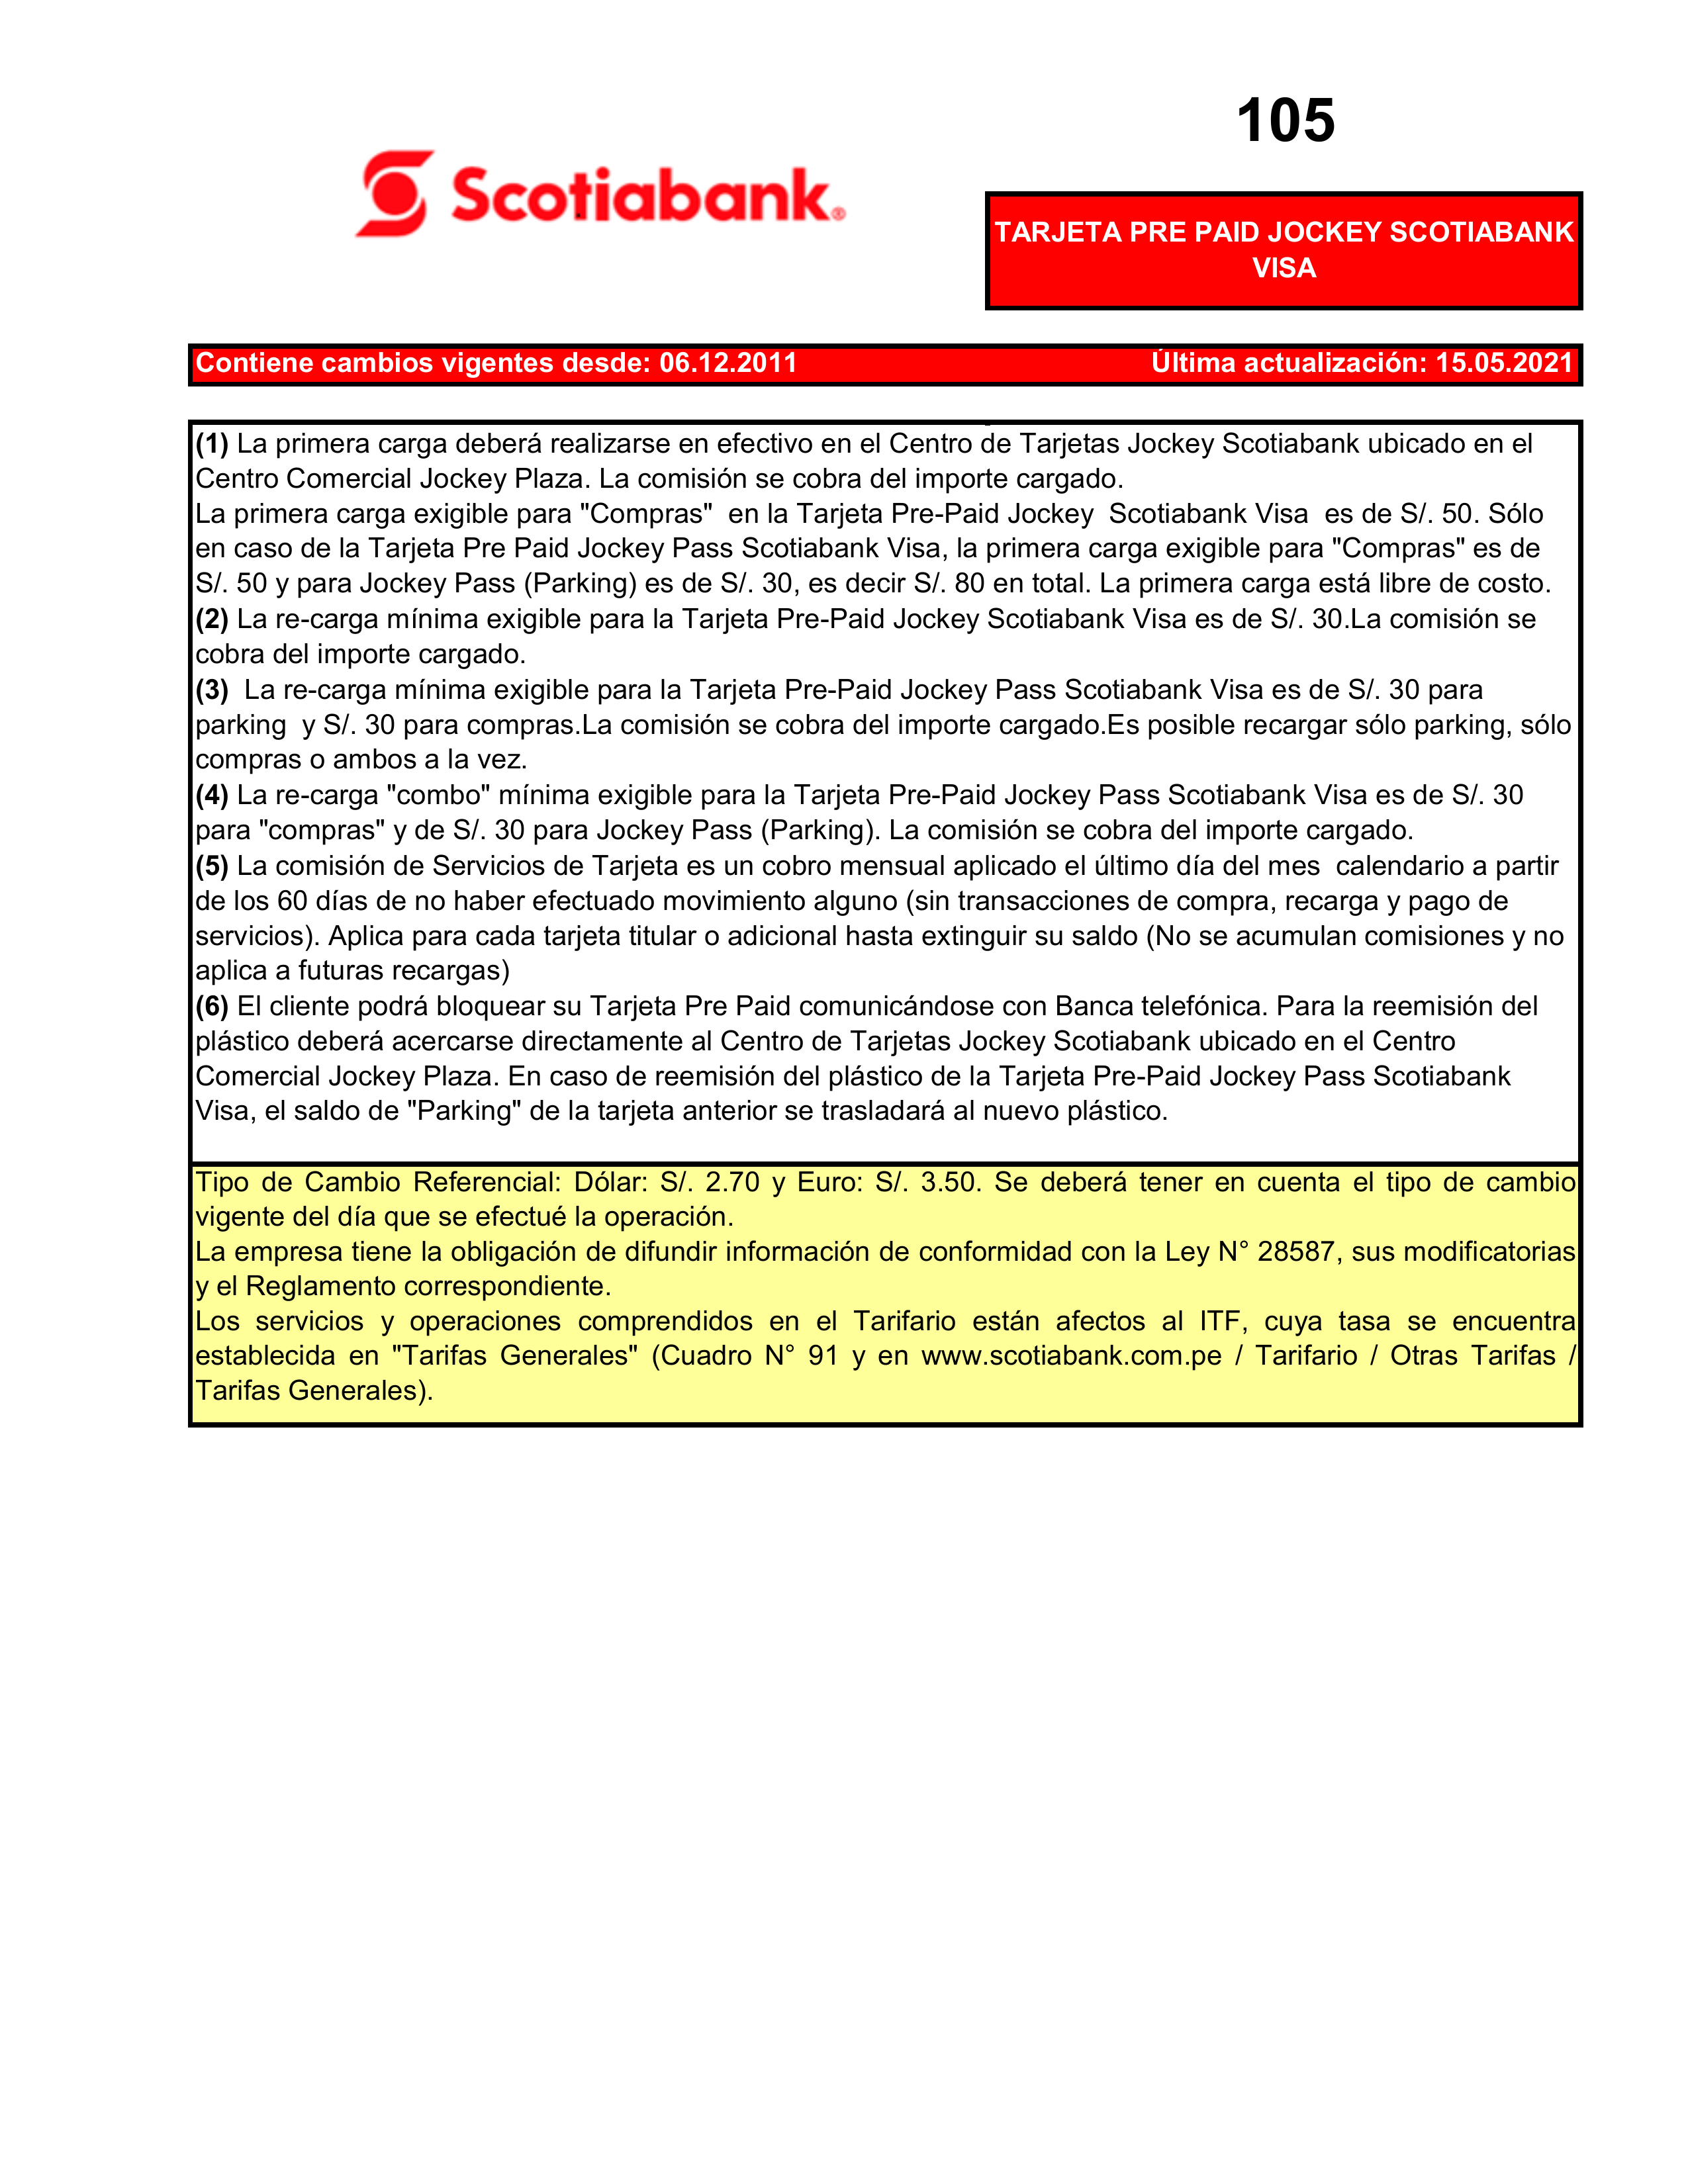 105
Scotiabank®
TARJETA PRE PAID JOCKEY SCOTIABANK
VISA
Contiene cambios vigentes desde: 06.12.2011 Última actualización: 15.05.2021
(1) La primera carga deberá realizarse en efectivo en el Centro de Tarjetas Jockey Scotiabank ubicado en el
Centro Comercial Jockey Plaza. La comisión se cobra del importe cargado.
La primera carga exigible para "Compras"  en la Tarjeta Pre-Paid Jockey  Scotiabank Visa  es de S/. 50. Sólo
en caso de la Tarjeta Pre Paid Jockey Pass Scotiabank Visa, la primera carga exigible para "Compras" es de
S/. 50 y para Jockey Pass (Parking) es de S/. 30, es decir S/. 80 en total. La primera carga está libre de costo.
(2) La re-carga mínima exigible para la Tarjeta Pre-Paid Jockey Scotiabank Visa es de S/. 30.La comisión se
cobra del importe cargado.
(3)  La re-carga mínima exigible para la Tarjeta Pre-Paid Jockey Pass Scotiabank Visa es de S/. 30 para
parking  y S/. 30 para compras.La comisión se cobra del importe cargado.Es posible recargar sólo parking, sólo
compras o ambos a la vez.
(4) La re-carga "combo" mínima exigible para la Tarjeta Pre-Paid Jockey Pass Scotiabank Visa es de S/. 30
para "compras" y de S/. 30 para Jockey Pass (Parking). La comisión se cobra del importe cargado.
(5) La comisión de Servicios de Tarjeta es un cobro mensual aplicado el último día del mes  calendario a partir
de los 60 días de no haber efectuado movimiento alguno (sin transacciones de compra, recarga y pago de
servicios). Aplica para cada tarjeta titular o adicional hasta extinguir su saldo (No se acumulan comisiones y no
aplica a futuras recargas)
(6) El cliente podrá bloquear su Tarjeta Pre Paid comunicándose con Banca telefónica. Para la reemisión del
plástico deberá acercarse directamente al Centro de Tarjetas Jockey Scotiabank ubicado en el Centro
Comercial Jockey Plaza. En caso de reemisión del plástico de la Tarjeta Pre-Paid Jockey Pass Scotiabank
Visa, el saldo de "Parking" de la tarjeta anterior se trasladará al nuevo plástico.
Tipo de Cambio Referencial: Dólar: S/. 2.70 y Euro: S/. 3.50. Se deberá tener en cuenta el tipo de cambio
vigente del día que se efectué la operación.
La empresa tiene la obligación de difundir información de conformidad con la Ley N° 28587, sus modificatorias
y el Reglamento correspondiente.
Los servicios y operaciones comprendidos en el Tarifario están afectos al ITF, cuya tasa se encuentra
establecida en "Tarifas Generales" (Cuadro N° 91 y en www.scotiabank.com.pe / Tarifario / Otras Tarifas /
Tarifas Generales).